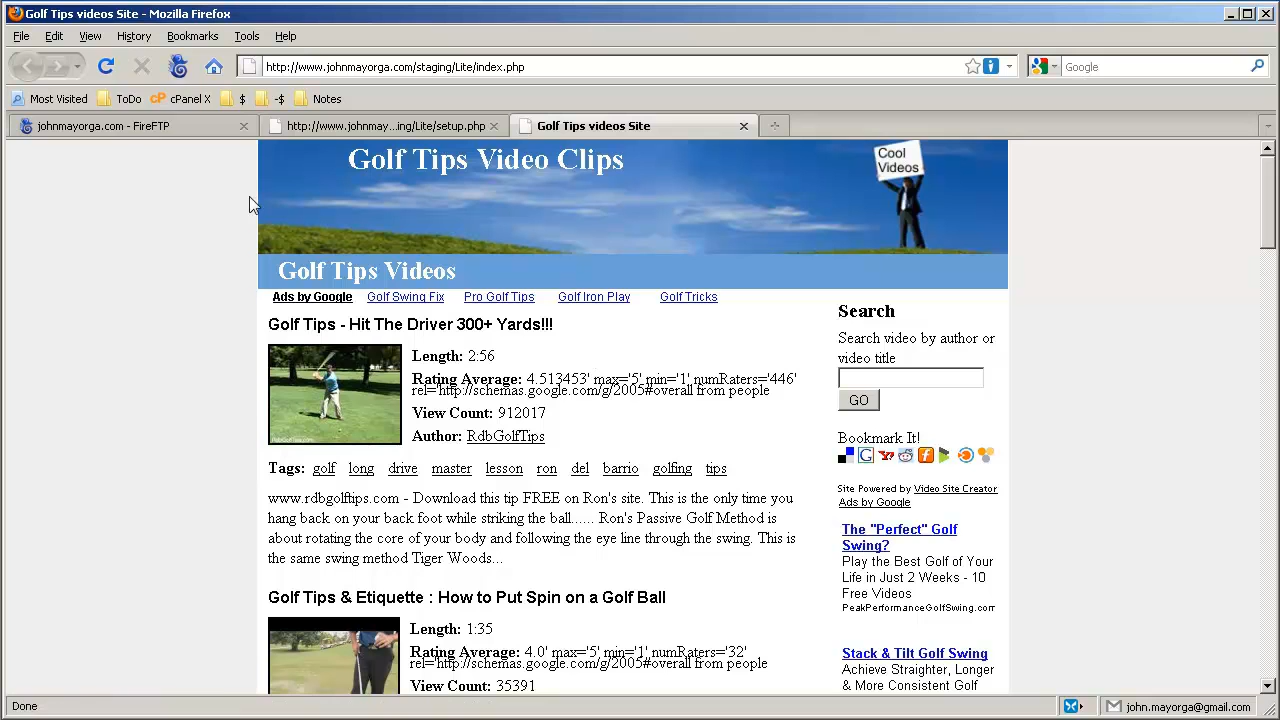 Golf Tips videos Site - Mozilla Firefox
File Edit View History Bookmarks Tools Help
http://www.johnmayorga.com/staging/Lite/index.php
Google
Most Visited ToDo cP cPanel X $ -$ Notes
johnmayorga.com - FireFTP
http://www.johnmay...ing/Lite/setup.php
Golf Tips videos Site
Golf Tips Video Clips
Cool
Videos
Golf Tips Videos
Ads by Google Golf Swing Fix Pro Golf Tips Golf Iron Play Golf Tricks
Golf Tips - Hit The Driver 300+ Yards!!!
Length: 2:56
Rating Average: 4.513453' max='5' min='1' numRaters='446'
rel='http://schemas.google.com/g/2005#overall from people
View Count: 912017
Author: RdbGolfTips
Tags: golf long drive master lesson ron del barrio golfing tips
www.rdbgolftips.com - Download this tip FREE on Ron's site. This is the only time you
hang back on your back foot while striking the ball...... Ron's Passive Golf Method is
about rotating the core of your body and following the eye line through the swing. This is
the same swing method Tiger Woods...
Golf Tips & Etiquette : How to Put Spin on a Golf Ball
Length: 1:35
Rating Average: 4.0' max='5' min='1' numRaters='32'
rel='http://schemas.google.com/g/2005#overall from people
View Count: 35391
Search
Search video by author or
video title
GO
Bookmark It!
Site Powered by Video Site Creator
Ads by Google
The "Perfect" Golf
Swing?
Play the Best Golf of Your
Life in Just 2 Weeks - 10
Free Videos
PeakPerformanceGolfSwing.com
Stack & Tilt Golf Swing
Achieve Straighter, Longer
& More Consistent Golf
Done
john.mayorga@gmail.com